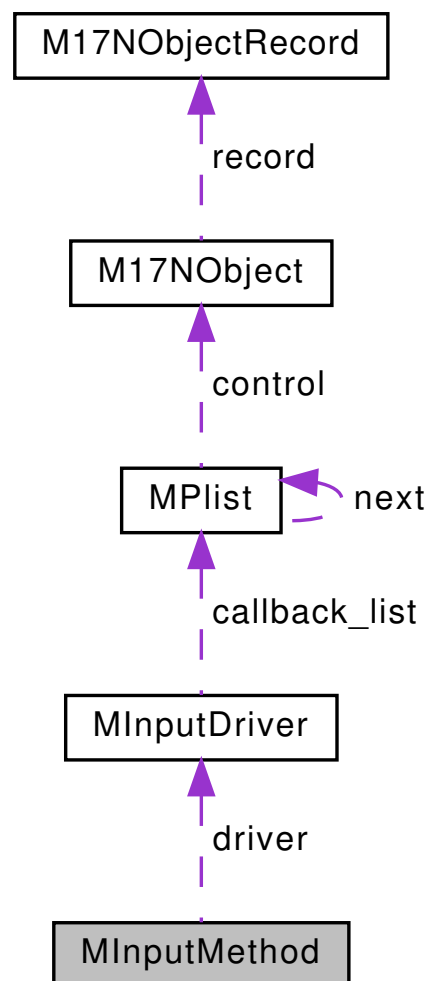 M17NObjectRecord
record
M17NObject
control
MPlist
next
callback_list
MInputDriver
driver
MInputMethod